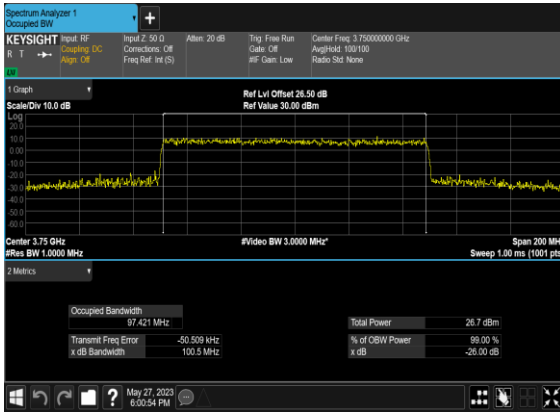 Spectrum Analyzer 1
Occupied BW
+
KEYSIGHT Input: RF Input Z: 50 Ω Atten: 20 dB Trig: Free Run Center Freq: 3.750000000 GHz
R T Coupling: DC Corrections: Off Gate: Off Avg|Hold: 100/100
Align: Off Freq Ref: Int (S) #IF Gain: Low Radio Std: None
LW
1 Graph
Ref Lvl Offset 26.50 dB
Scale/Div 10.0 dB Ref Value 30.00 dBm
Log
20.0
10.0
0.00
-10.0
-20.0
-30.0
-40.0
-50.0
-60.0
Center 3.75 GHz #Video BW 3.0000 MHz* Span 200 MH
#Res BW 1.0000 MHz Sweep 1.00 ms (1001 pts
2 Metrics
Occupied Bandwidth
97.421 MHz Total Power 26.7 dBm
Transmit Freq Error -50.509 kHz % of OBW Power 99.00 %
x dB Bandwidth 100.5 MHz x dB -26.00 dB
?
May 27, 2023
6:00:54 PM